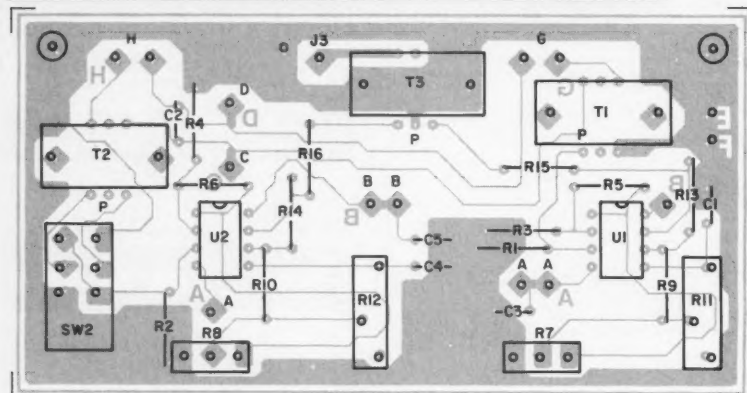 H J3 G
H D T3 G T1 E
C2 R4 D F
T2 R16 P P
C R15
R6 B B R5 B R13 C1
P R14 B
U2 C5 R3 U1
R1
C4 A A
A A R10 R12 C3 A R9 R11
SW2 R2 R8 R7